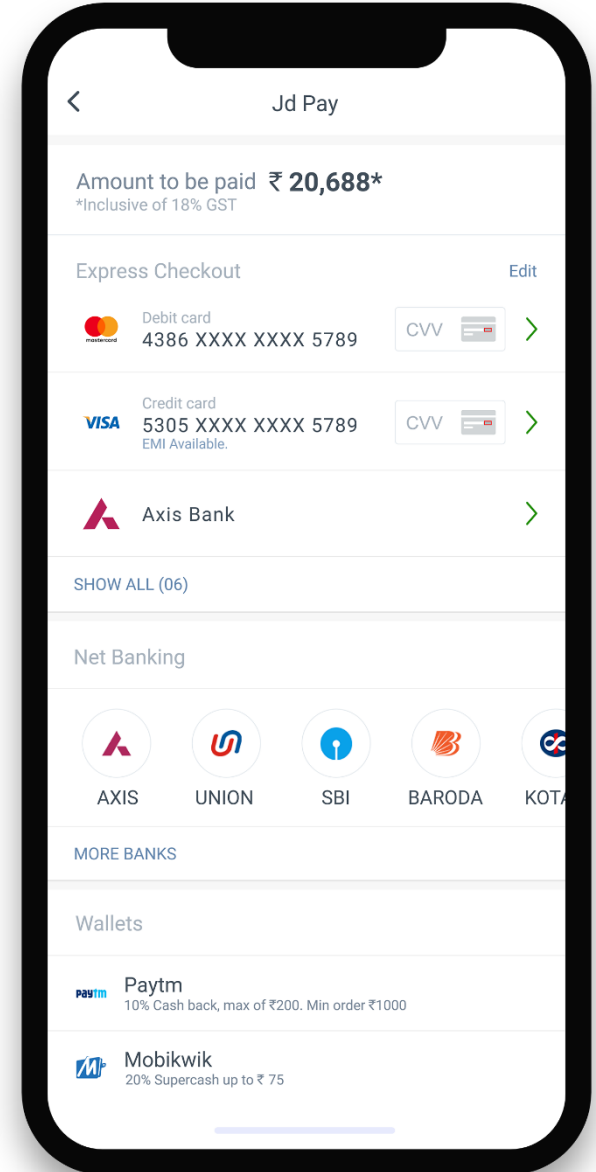 Jd Pay
Amount to be paid ₹ 20,688*
*Inclusive of 18% GST
Express Checkout Edit
Debit card
mastercard 4386 XXXX XXXX 5789 CVV
Credit card
VISA 5305 XXXX XXXX 5789 CVV
EMI Available.
Axis Bank
SHOW ALL (06)
Net Banking
AXIS UNION SBI BARODA KOTA
MORE BANKS
Wallets
Paytm
paytm 10% Cash back, max of ₹200. Min order ₹1000
Mobikwik
20% Supercash up to ₹ 75